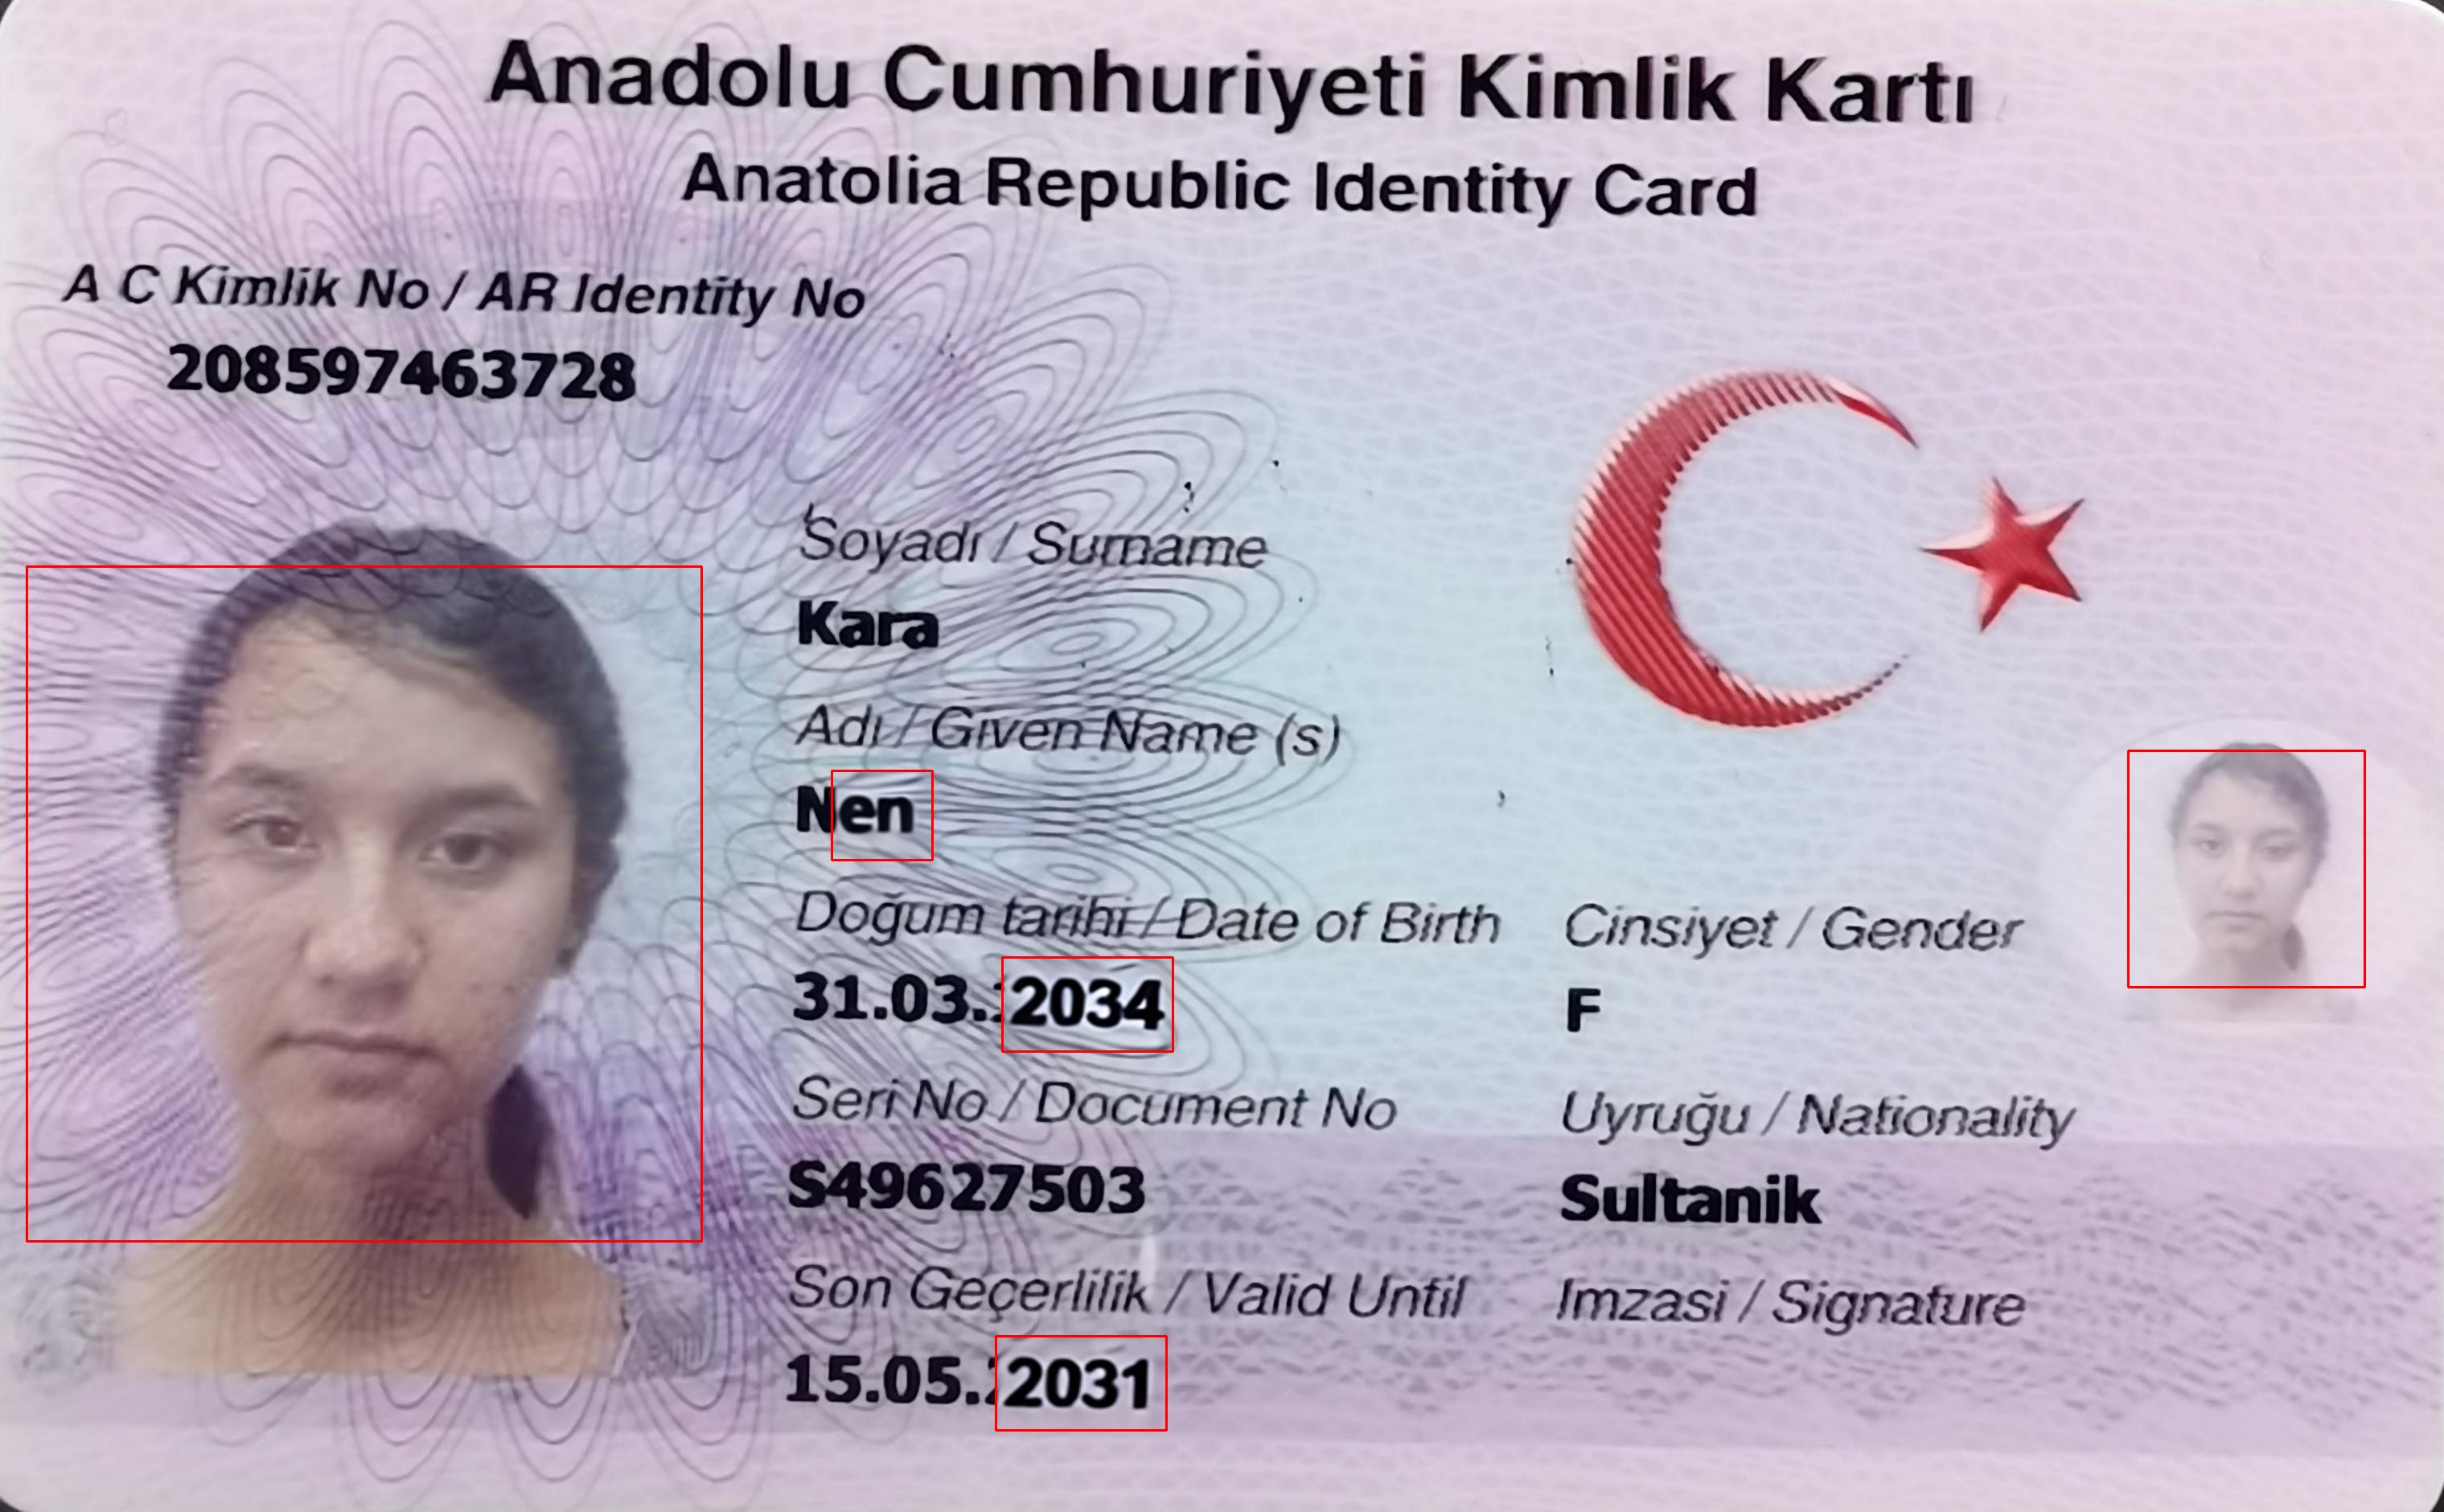 Anadolu Cumhuriyeti Kimlik Kartı
Anatolia Republic Identity Card
A C Kimlik No / AR Identity No
208597463728
Soyadı / Surname
Kara
Adı / Given Name (s)
Nen
Doğum tarihi / Date of Birth
31.03.2034
Cinsiyet / Gender
F
Seri No / Document No
S49627503
Uyruğu / Nationality
Sultanik
Son Geçerlilik / Valid Until
15.05.2031
Imzasi / Signature